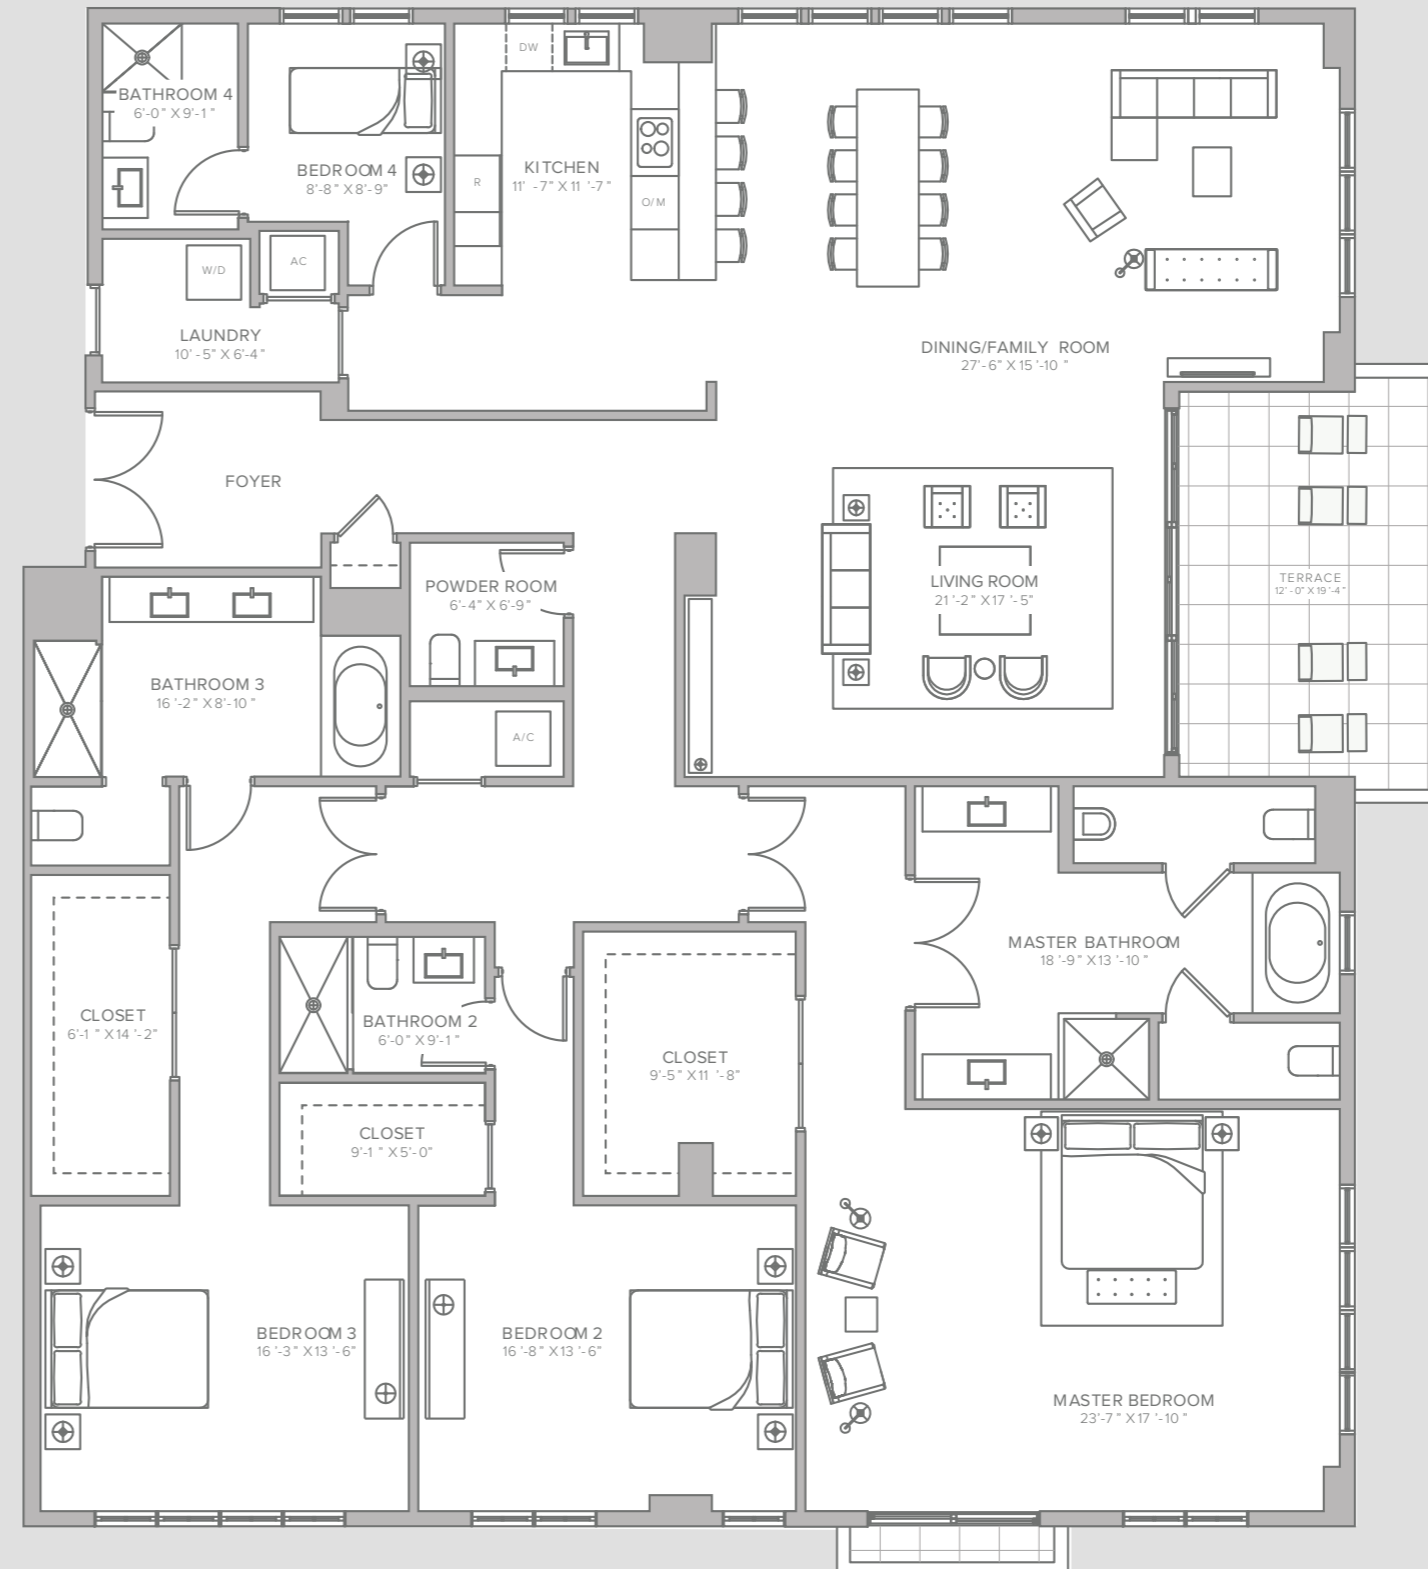 DW
BATHROOM 4
6'-0" X 9'-1"
BEDROOM 4
8'-8" X 8'-9"
KITCHEN
11'-7" X 11'-7"
R
O/M
W/D
AC
LAUNDRY
10'-5" X 6'-4"
DINING/FAMILY ROOM
27'-6" X 15'-10"
FOYER
POWDER ROOM
6'-4" X 6'-9"
LIVING ROOM
21'-2" X 17'-5"
TERRACE
12'-0" X 19'-4"
BATHROOM 3
16'-2" X 8'-10"
A/C
MASTER BATHROOM
18'-9" X 13'-10"
CLOSET
6'-1" X 14'-2"
BATHROOM 2
6'-0" X 9'-1"
CLOSET
9'-5" X 11'-8"
CLOSET
9'-1" X 5'-0"
BEDROOM 3
16'-3" X 13'-6"
BEDROOM 2
16'-8" X 13'-6"
MASTER BEDROOM
23'-7" X 17'-10"